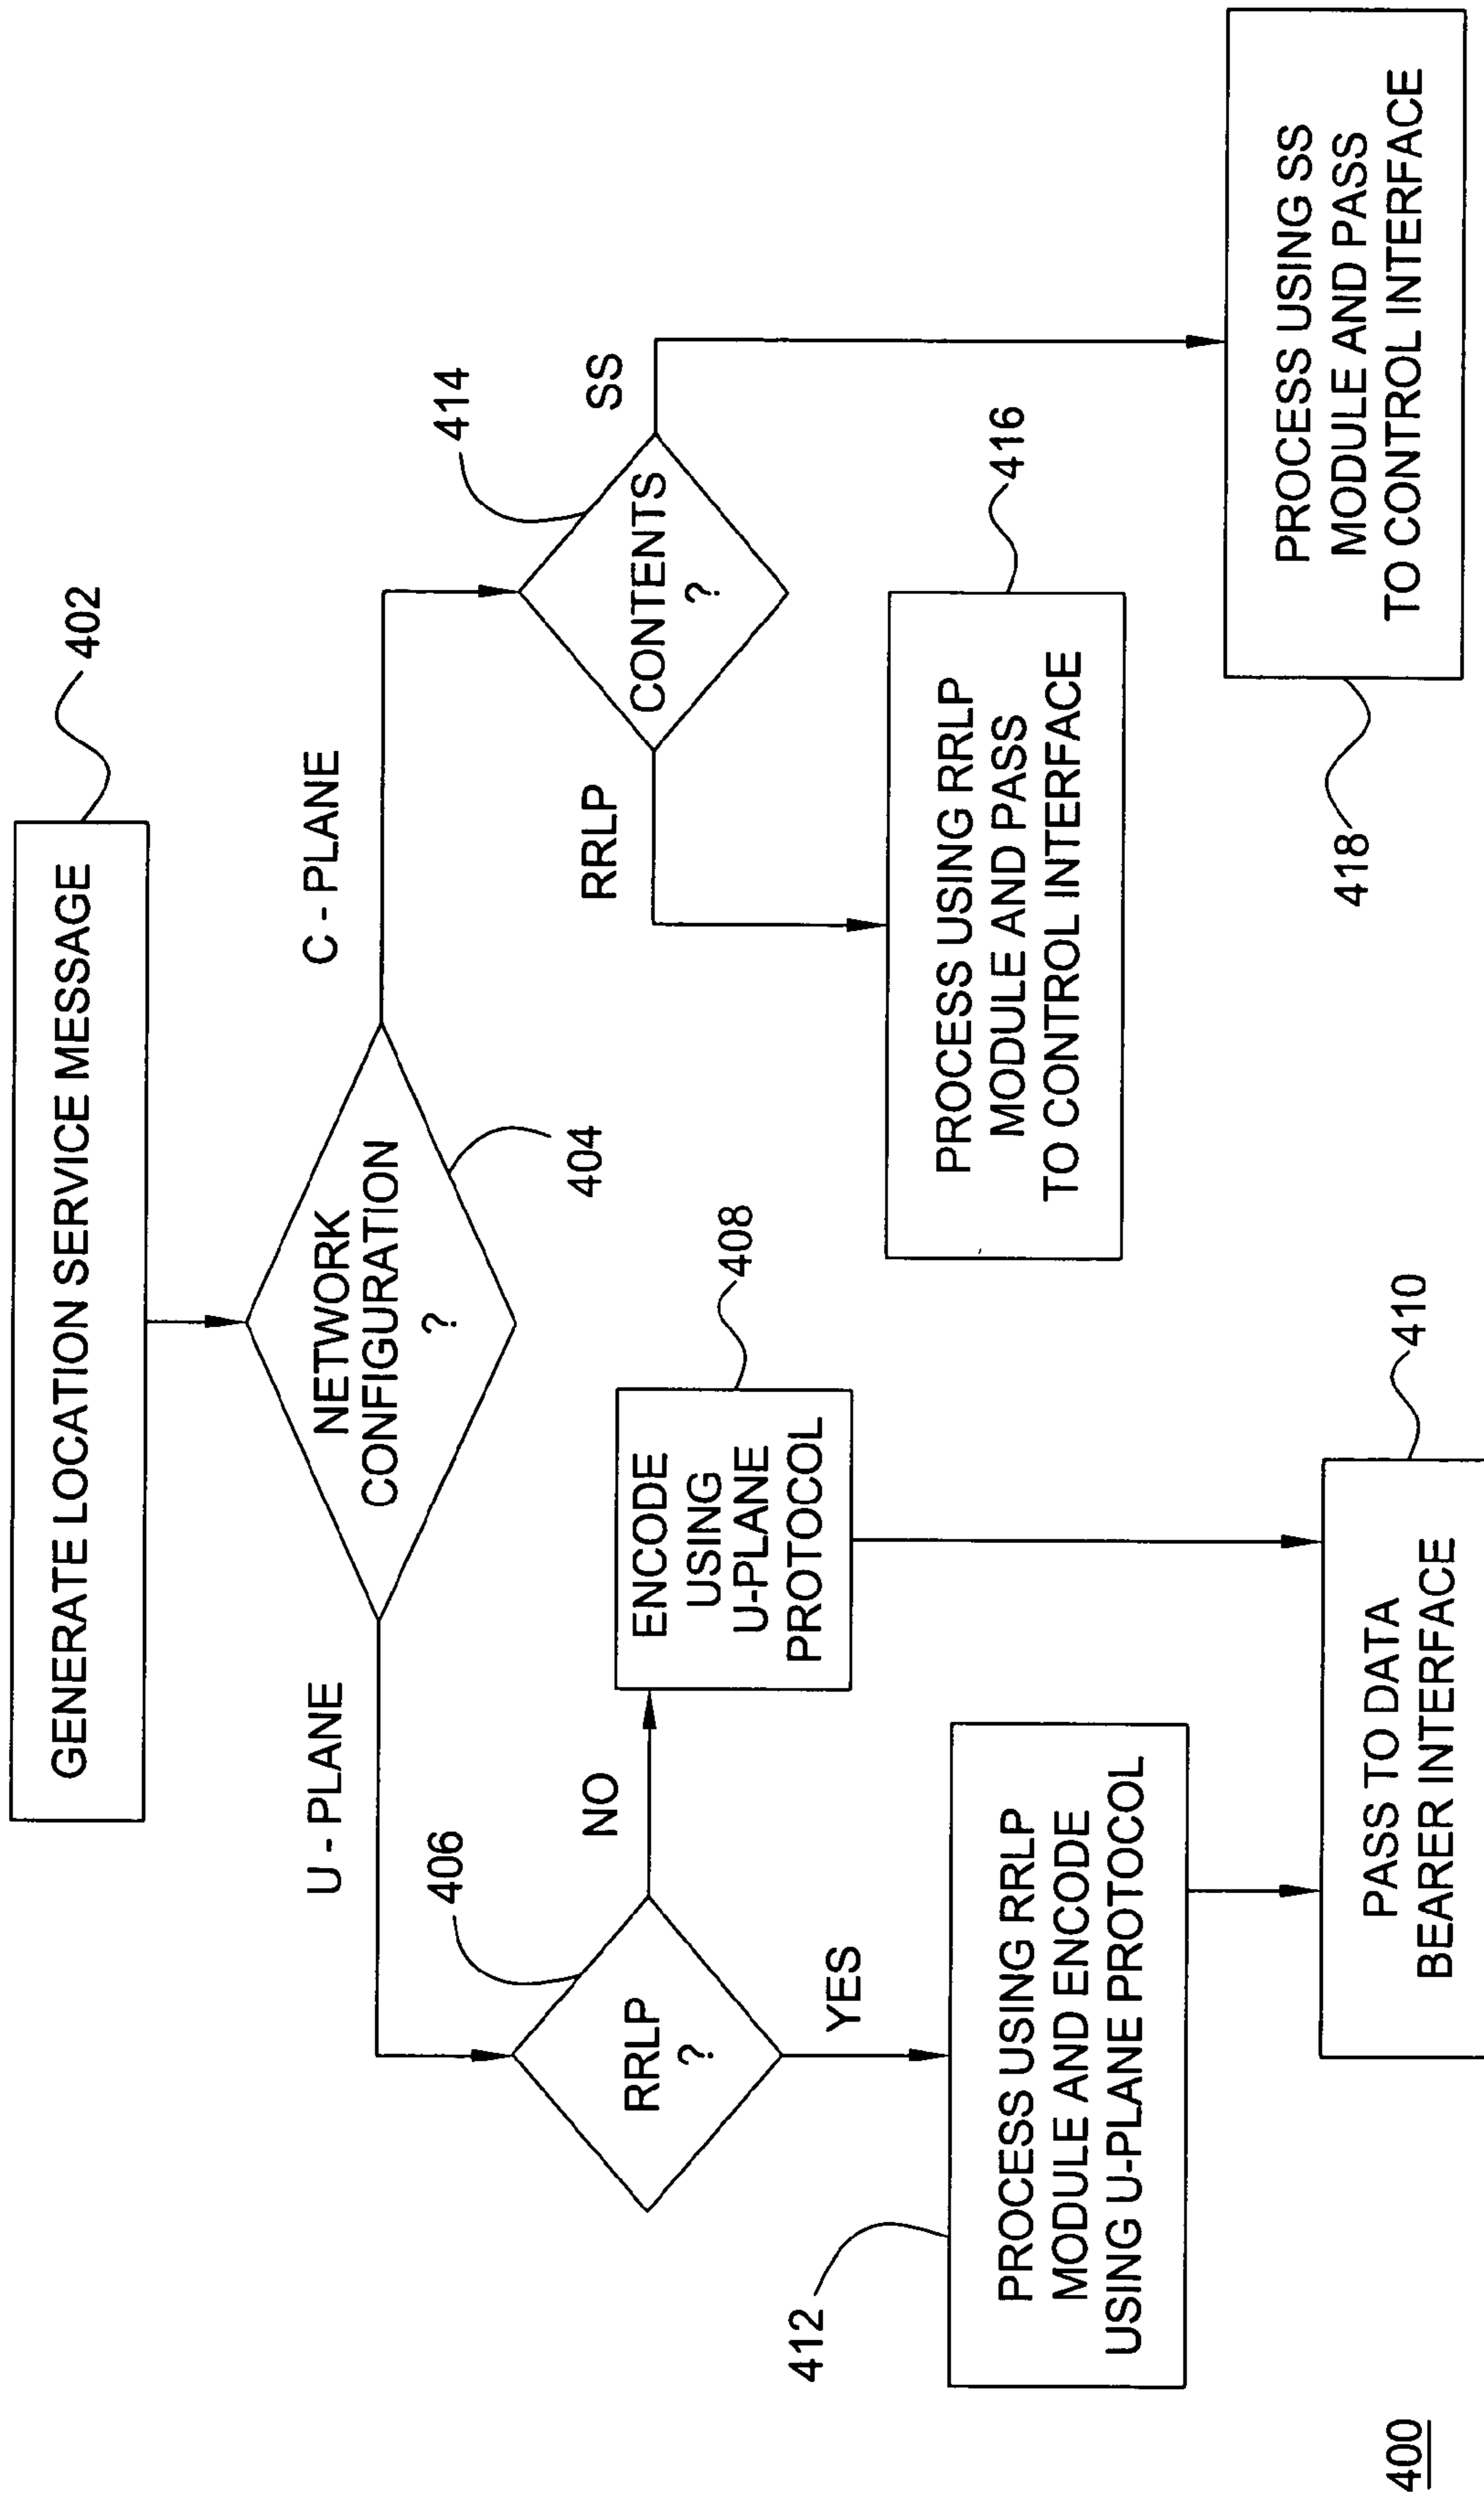 GENERATE LOCATION SERVICE MESSAGE
402
U - PLANE
NETWORK
CONFIGURATION
?
C - PLANE
404
406
RRLP
?
NO
YES
ENCODE
USING
U-PLANE
PROTOCOL
408
414
CONTENTS
?
RRLP
SS
412
PROCESS USING RRLP
MODULE AND ENCODE
USING U-PLANE PROTOCOL
PROCESS USING RRLP
MODULE AND PASS
TO CONTROL INTERFACE
416
PASS TO DATA
BEARER INTERFACE
410
418
PROCESS USING SS
MODULE AND PASS
TO CONTROL INTERFACE
400